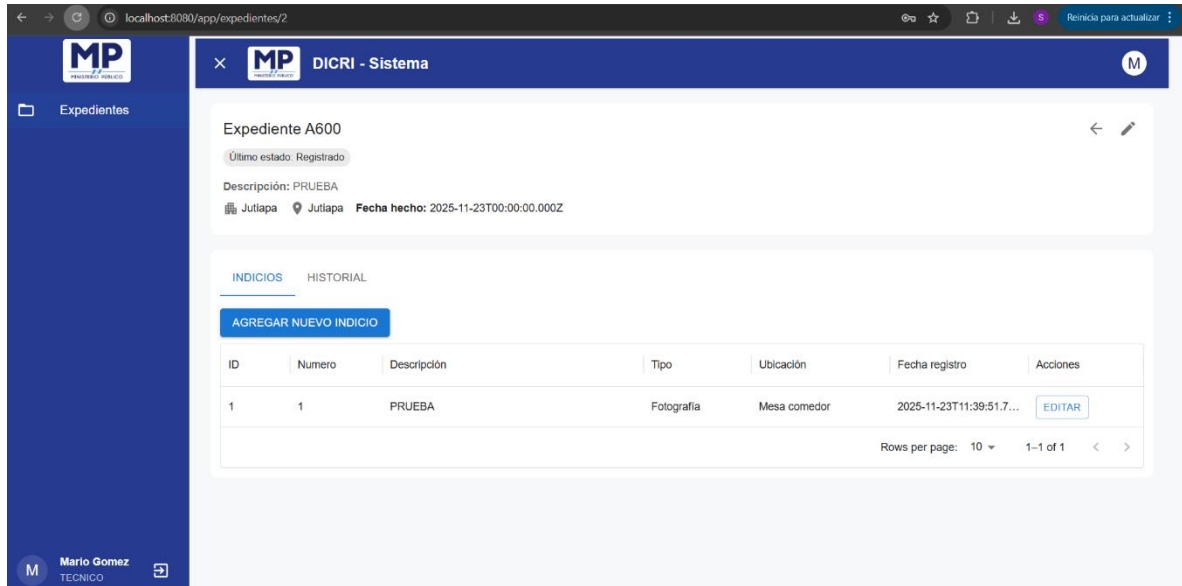 localhost:8080/app/expedientes/2
S
Reinicia para actualizar
MP
MINISTERIO PÚBLICO
MP
MINISTERIO PÚBLICO
DICRI - Sistema
M
Expedientes
Expediente A600
Último estado: Registrado
Descripción: PRUEBA
Jutiapa Jutiapa Fecha hecho: 2025-11-23T00:00:00.000Z
INDICIOS HISTORIAL
AGREGAR NUEVO INDICIO
ID Numero Descripción Tipo Ubicación Fecha registro Acciones
1 1 PRUEBA Fotografía Mesa comedor 2025-11-23T11:39:51.7... EDITAR
Rows per page: 10 1–1 of 1
M
Mario Gomez
TECNICO